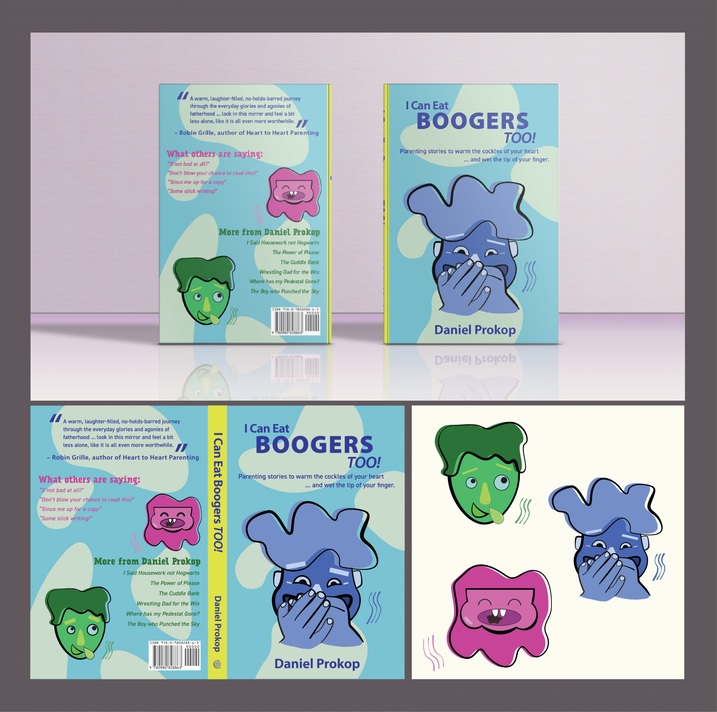 “ A warm, laughter-filled, no-holds-barred journey
through the everyday glories and agonies of
fatherhood ... look in this mirror and feel a bit
less alone, like it is all even more worthwhile. ”
– Robin Grille, author of Heart to Heart Parenting
What others are saying:
"S'not bad at all!"
"Don't blow your chance to read this!"
"Sinus me up for a copy"
"Some slick writing!"
More from Daniel Prokop
I Said Housework not Hogwarts
The Power of Please
The Cuddle Bank
Wrestling Dad for the Win
Where has my Pedestal Gone?
The Boy who Punched the Sky
I Can Eat
BOOGERS
TOO!
Parenting stories to warm the cockles of your heart
... and wet the tip of your finger.
Daniel Prokop
“ A warm, laughter-filled, no-holds-barred journey
through the everyday glories and agonies of
fatherhood ... look in this mirror and feel a bit
less alone, like it is all even more worthwhile. ”
– Robin Grille, author of Heart to Heart Parenting
What others are saying:
"S'not bad at all!"
"Don't blow your chance to read this!"
"Sinus me up for a copy"
"Some slick writing!"
More from Daniel Prokop
I Said Housework not Hogwarts
The Power of Please
The Cuddle Bank
Wrestling Dad for the Win
Where has my Pedestal Gone?
The Boy who Punched the Sky
I Can Eat Boogers TOO!
Daniel Prokop
I Can Eat
BOOGERS
TOO!
Parenting stories to warm the cockles of your heart
... and wet the tip of your finger.
Daniel Prokop